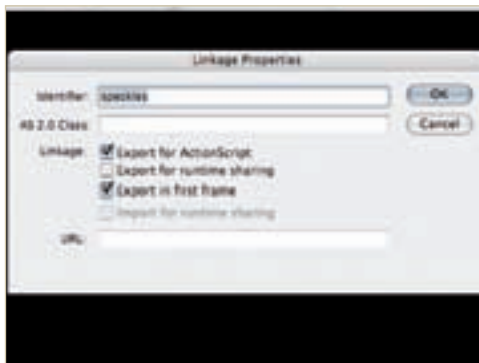 Linkage Properties
Identifier: speckles
OK
AS 2.0 Class:
Cancel
Linkage: Export for ActionScript
Export for runtime sharing
Export in first frame
Import for runtime sharing
URL: